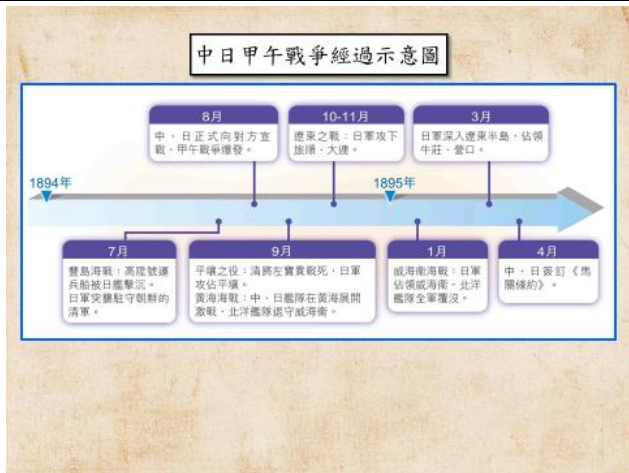 中日甲午戰爭經過示意圖
8月
中、日正式向對方宣
戰，甲午戰爭爆發。
10-11月
遼東之戰：日軍攻下
旅順、大連。
3月
日軍深入遼東半島，佔領
牛莊、營口。
1894年
1895年
7月
豐島海戰：高陞號運
兵船被日艦擊沉。
日軍突襲駐守朝鮮的
清軍。
9月
平壤之役：清將左寶貴戰死，日軍
攻佔平壤。
黃海海戰：中、日艦隊在黃海展開
激戰，北洋艦隊退守威海衛。
1月
威海衛海戰：日軍
佔領威海衛，北洋
艦隊全軍覆沒。
4月
中、日簽訂《馬
關條約》。